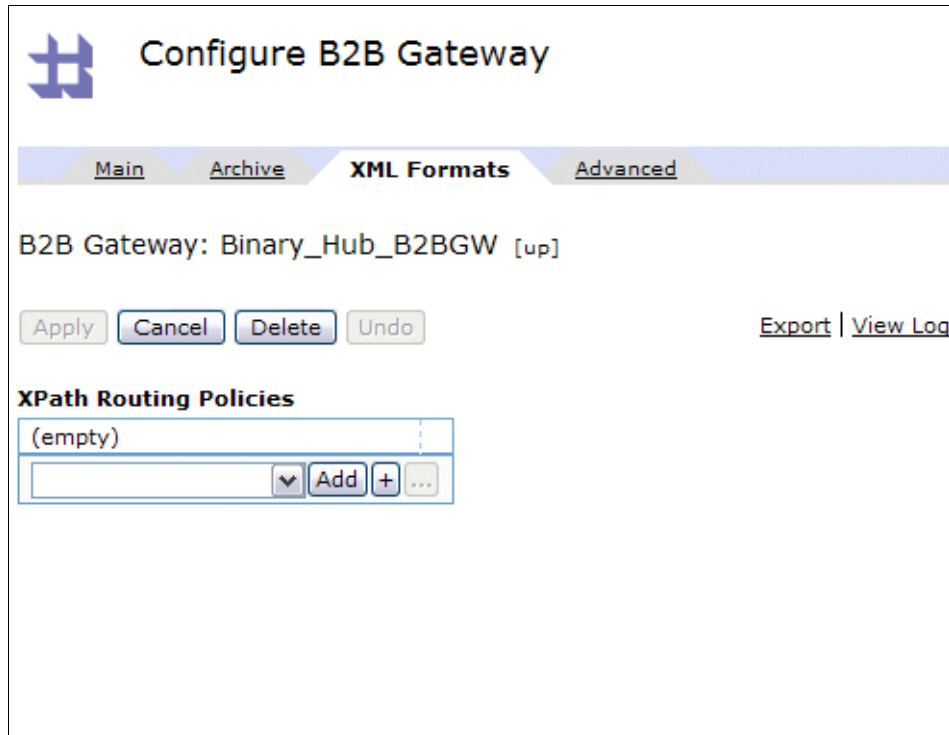 Configure B2B Gateway
Main Archive XML Formats Advanced
B2B Gateway: Binary_Hub_B2BGW [up]
Apply Cancel Delete Undo Export | View Log
XPath Routing Policies
(empty)
Add + ...